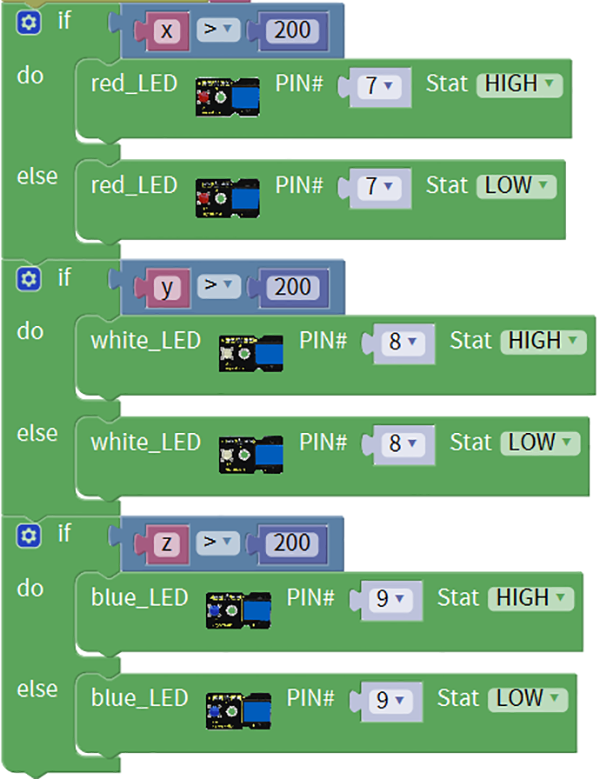 if x > 200
do red_LED PIN# 7 Stat HIGH
else red_LED PIN# 7 Stat LOW
if y > 200
do white_LED PIN# 8 Stat HIGH
else white_LED PIN# 8 Stat LOW
if z > 200
do blue_LED PIN# 9 Stat HIGH
else blue_LED PIN# 9 Stat LOW